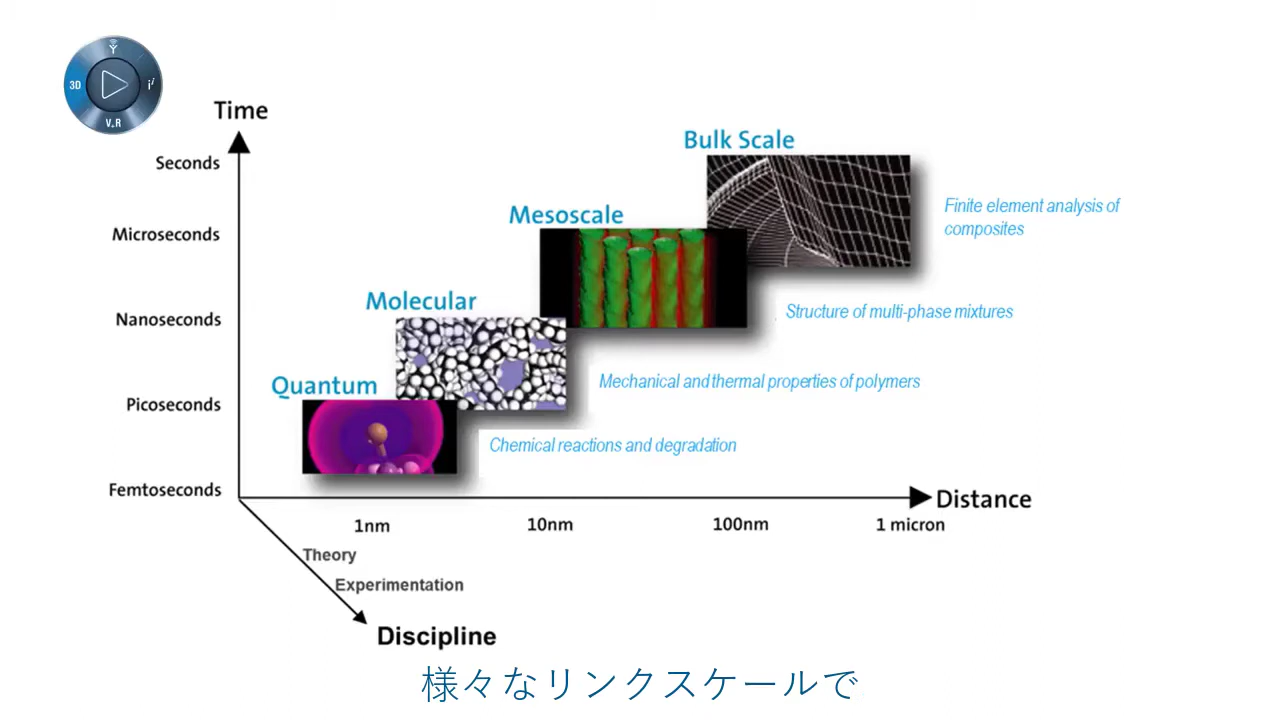 3D
V.R
Time
Seconds
Microseconds
Nanoseconds
Picoseconds
Femtoseconds
Bulk Scale
Finite element analysis of
composites
Mesoscale
Structure of multi-phase mixtures
Molecular
Mechanical and thermal properties of polymers
Quantum
Chemical reactions and degradation
Distance
1nm
10nm
100nm
1 micron
Theory
Experimentation
Discipline
様々なリンクスケールで